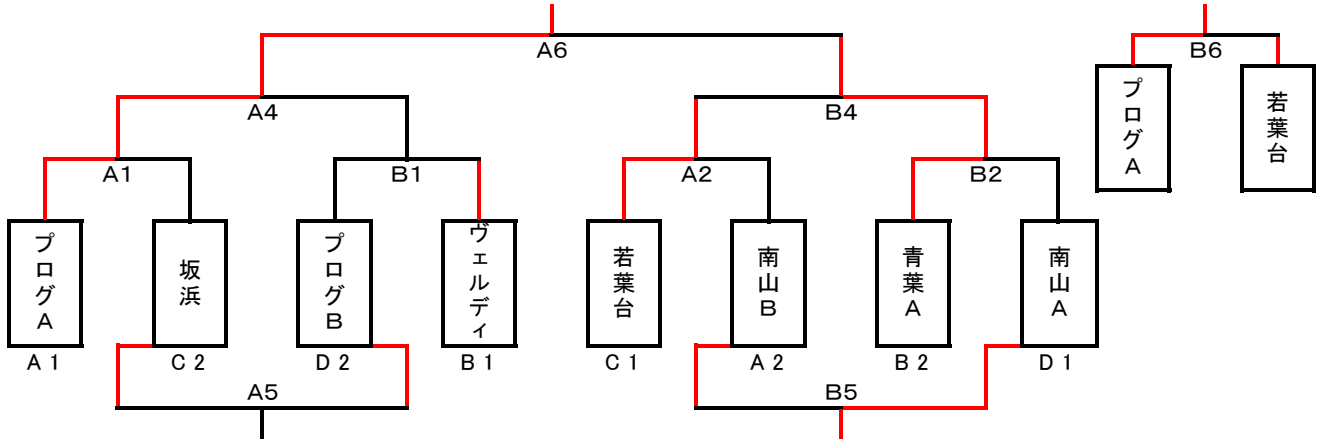 A6
B6
プログA
若葉台
A4
B4
A1
B1
A2
B2
プログA
坂浜
プログB
ヴェルディ
若葉台
南山B
青葉A
南山A
A1
C2
D2
B1
C1
A2
B2
D1
A5
B5